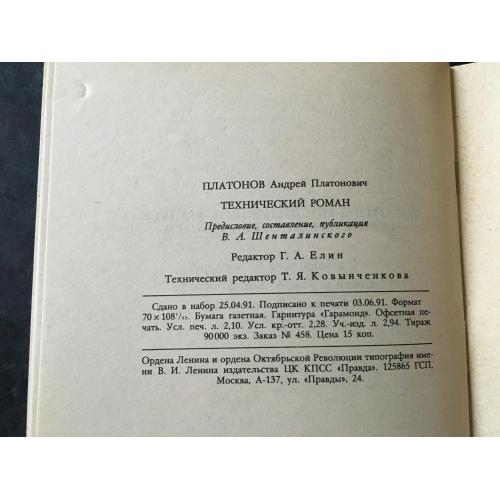 ПЛАТОНОВ Андрей Платонович
ТЕХНИЧЕСКИЙ РОМАН
Предисловие, составление, публикация
В. А. Шенталинского
Редактор Г. А. Елин
Технический редактор Т. Я. Ковынченкова
Сдано в набор 25.04.91. Подписано к печати 03.06.91. Формат
70 × 108¹/₃₂. Бумага газетная. Гарнитура «Гарамонд». Офсетная пе-
чать. Усл. печ. л. 2,10. Усл. кр.-отт. 2,28. Уч.-изд. л. 2,94. Тираж
90 000 экз. Заказ № 458. Цена 15 коп.
Ордена Ленина и ордена Октябрьской Революции типография име-
ни В. И. Ленина издательства ЦК КПСС «Правда». 125865 ГСП,
Москва, А-137, ул. «Правды», 24.